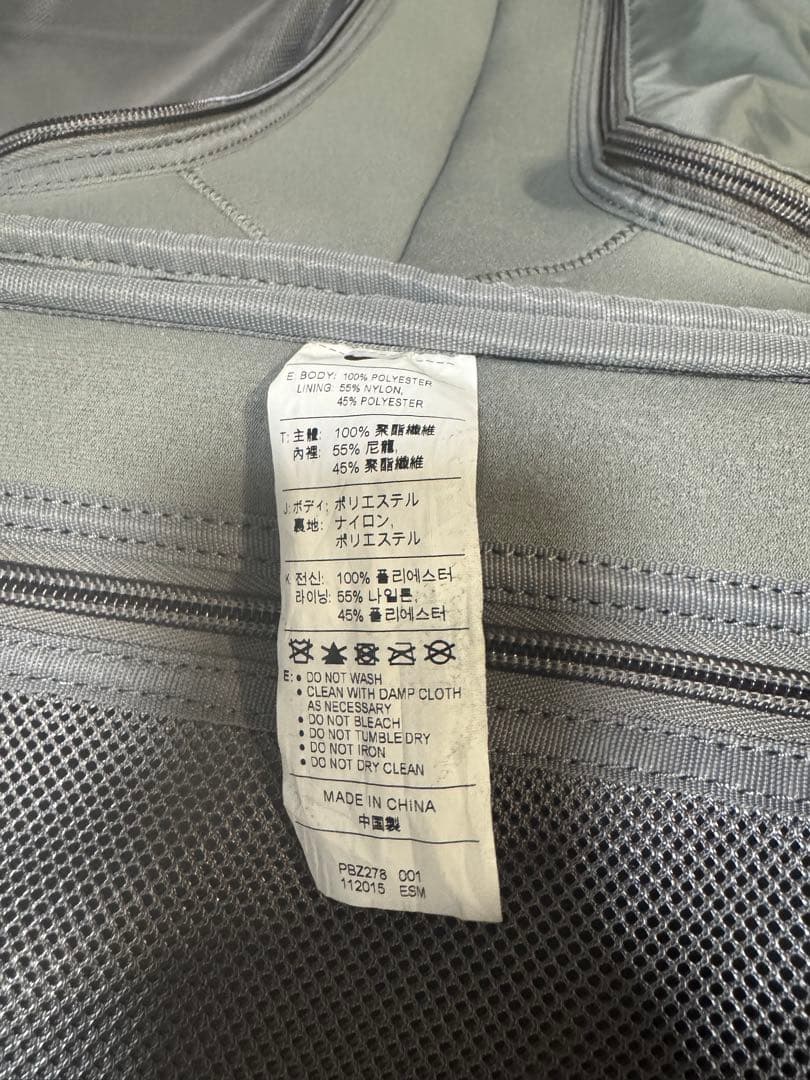 E: BODY: 100% POLYESTER
LINING: 55% NYLON,
45% POLYESTER
T: 主體: 100% 聚酯纖維
內裡: 55% 尼龍,
45% 聚酯纖維
J: ボディ: ポリエステル
裏地: ナイロン,
ポリエステル
K: 전신: 100% 폴리에스터
라이닝: 55% 나일론,
45% 폴리에스터
E: • DO NOT WASH
• CLEAN WITH DAMP CLOTH
AS NECESSARY
• DO NOT BLEACH
• DO NOT TUMBLE DRY
• DO NOT IRON
• DO NOT DRY CLEAN
MADE IN CHINA
中国製
PBZ278 001
112015 ESM